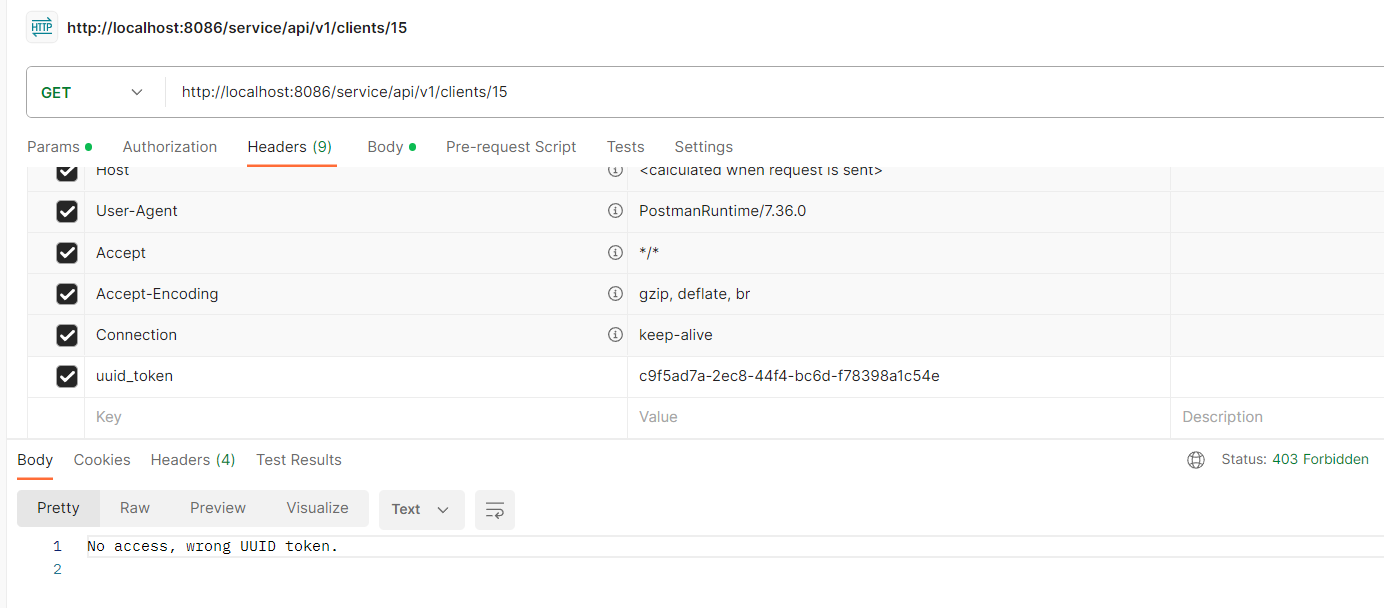 HTTP http://localhost:8086/service/api/v1/clients/15
GET http://localhost:8086/service/api/v1/clients/15
Params Authorization Headers (9) Body Pre-request Script Tests Settings
Host <calculated when request is sent>
User-Agent PostmanRuntime/7.36.0
Accept */*
Accept-Encoding gzip, deflate, br
Connection keep-alive
uuid_token c9f5ad7a-2ec8-44f4-bc6d-f78398a1c54e
Key Value Description
Body Cookies Headers (4) Test Results Status: 403 Forbidden
Pretty Raw Preview Visualize Text
1 No access, wrong UUID token.
2